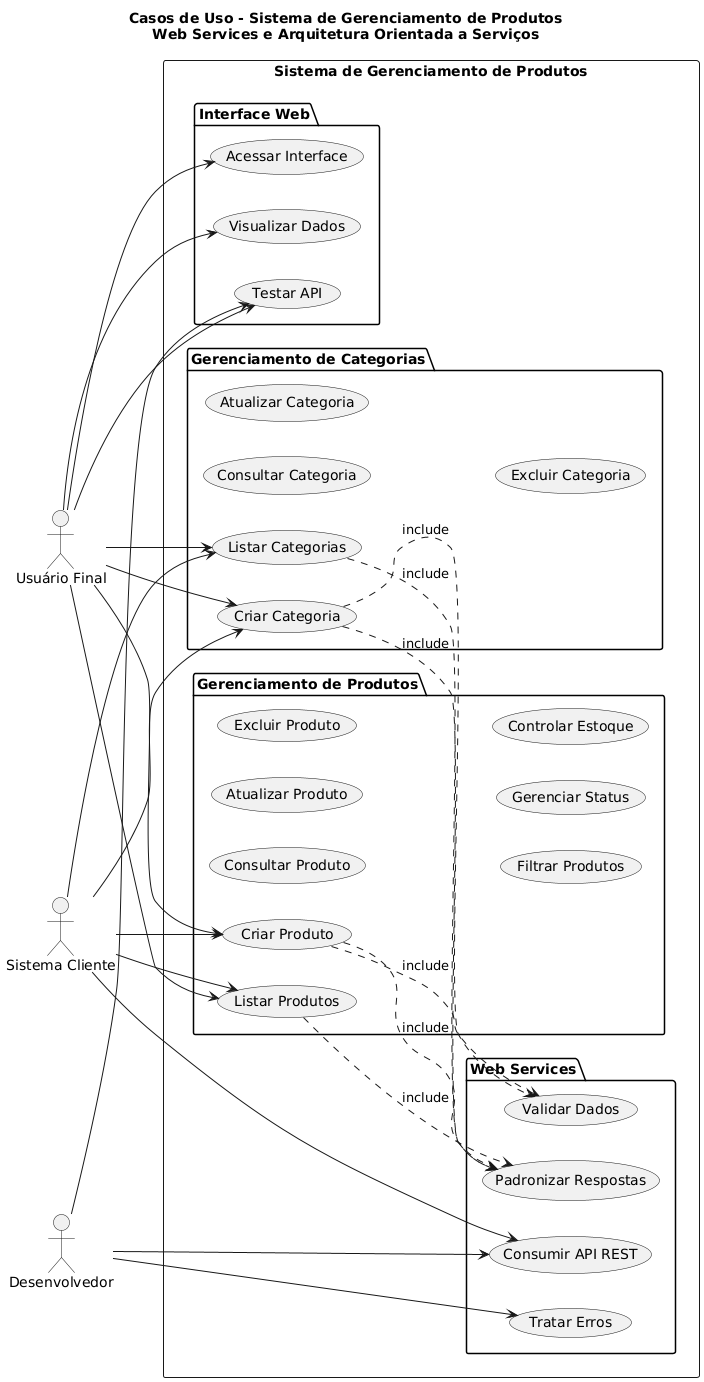 Casos de Uso - Sistema de Gerenciamento de Produtos
Web Services e Arquitetura Orientada a Serviços
Sistema de Gerenciamento de Produtos
Interface Web
Acessar Interface
Visualizar Dados
Testar API
Gerenciamento de Categorias
Atualizar Categoria
Consultar Categoria
Excluir Categoria
Listar Categorias
Criar Categoria
include
include
include
Usuário Final
Gerenciamento de Produtos
Excluir Produto
Controlar Estoque
Atualizar Produto
Gerenciar Status
Consultar Produto
Filtrar Produtos
Criar Produto
Listar Produtos
include
include
include
Sistema Cliente
Web Services
Validar Dados
Padronizar Respostas
Consumir API REST
Tratar Erros
Desenvolvedor